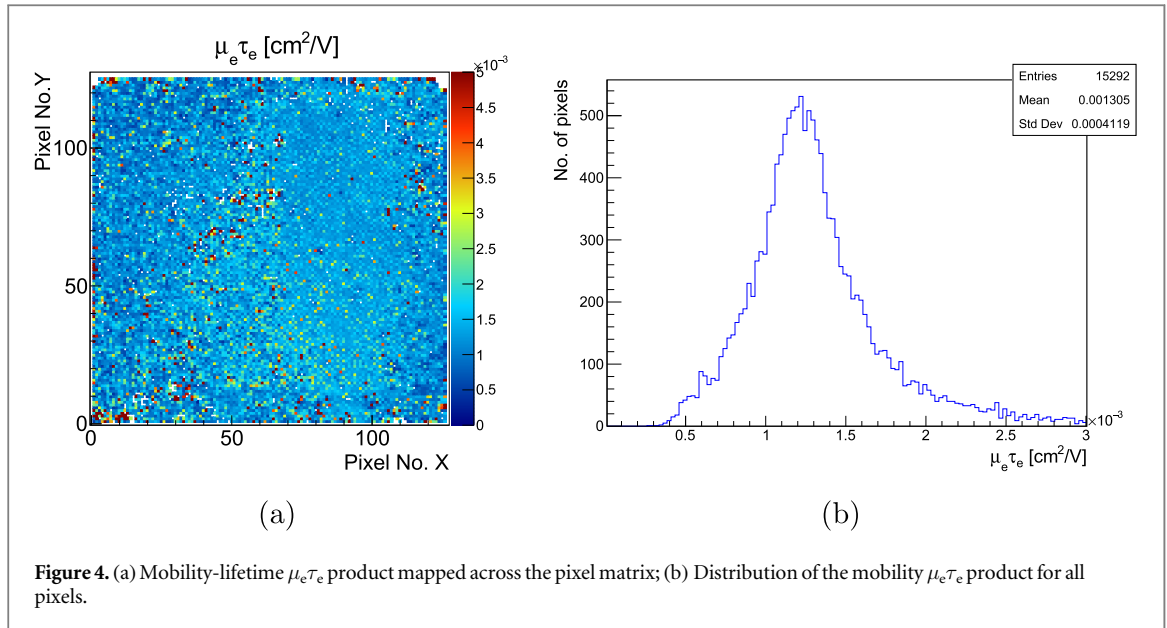 μₑτₑ [cm²/V]
×10⁻³
Pixel No.Y
100
50
0
0
50
100
Pixel No. X
5
4.5
4
3.5
3
2.5
2
1.5
1
0.5
0
(a)
Entries 15292
Mean 0.001305
Std Dev 0.0004119
No. of pixels
500
400
300
200
100
0
0.5
1
1.5
2
2.5
3
×10⁻³
μₑτₑ [cm²/V]
(b)
Figure 4. (a) Mobility-lifetime μₑτₑ product mapped across the pixel matrix; (b) Distribution of the mobility μₑτₑ product for all
pixels.